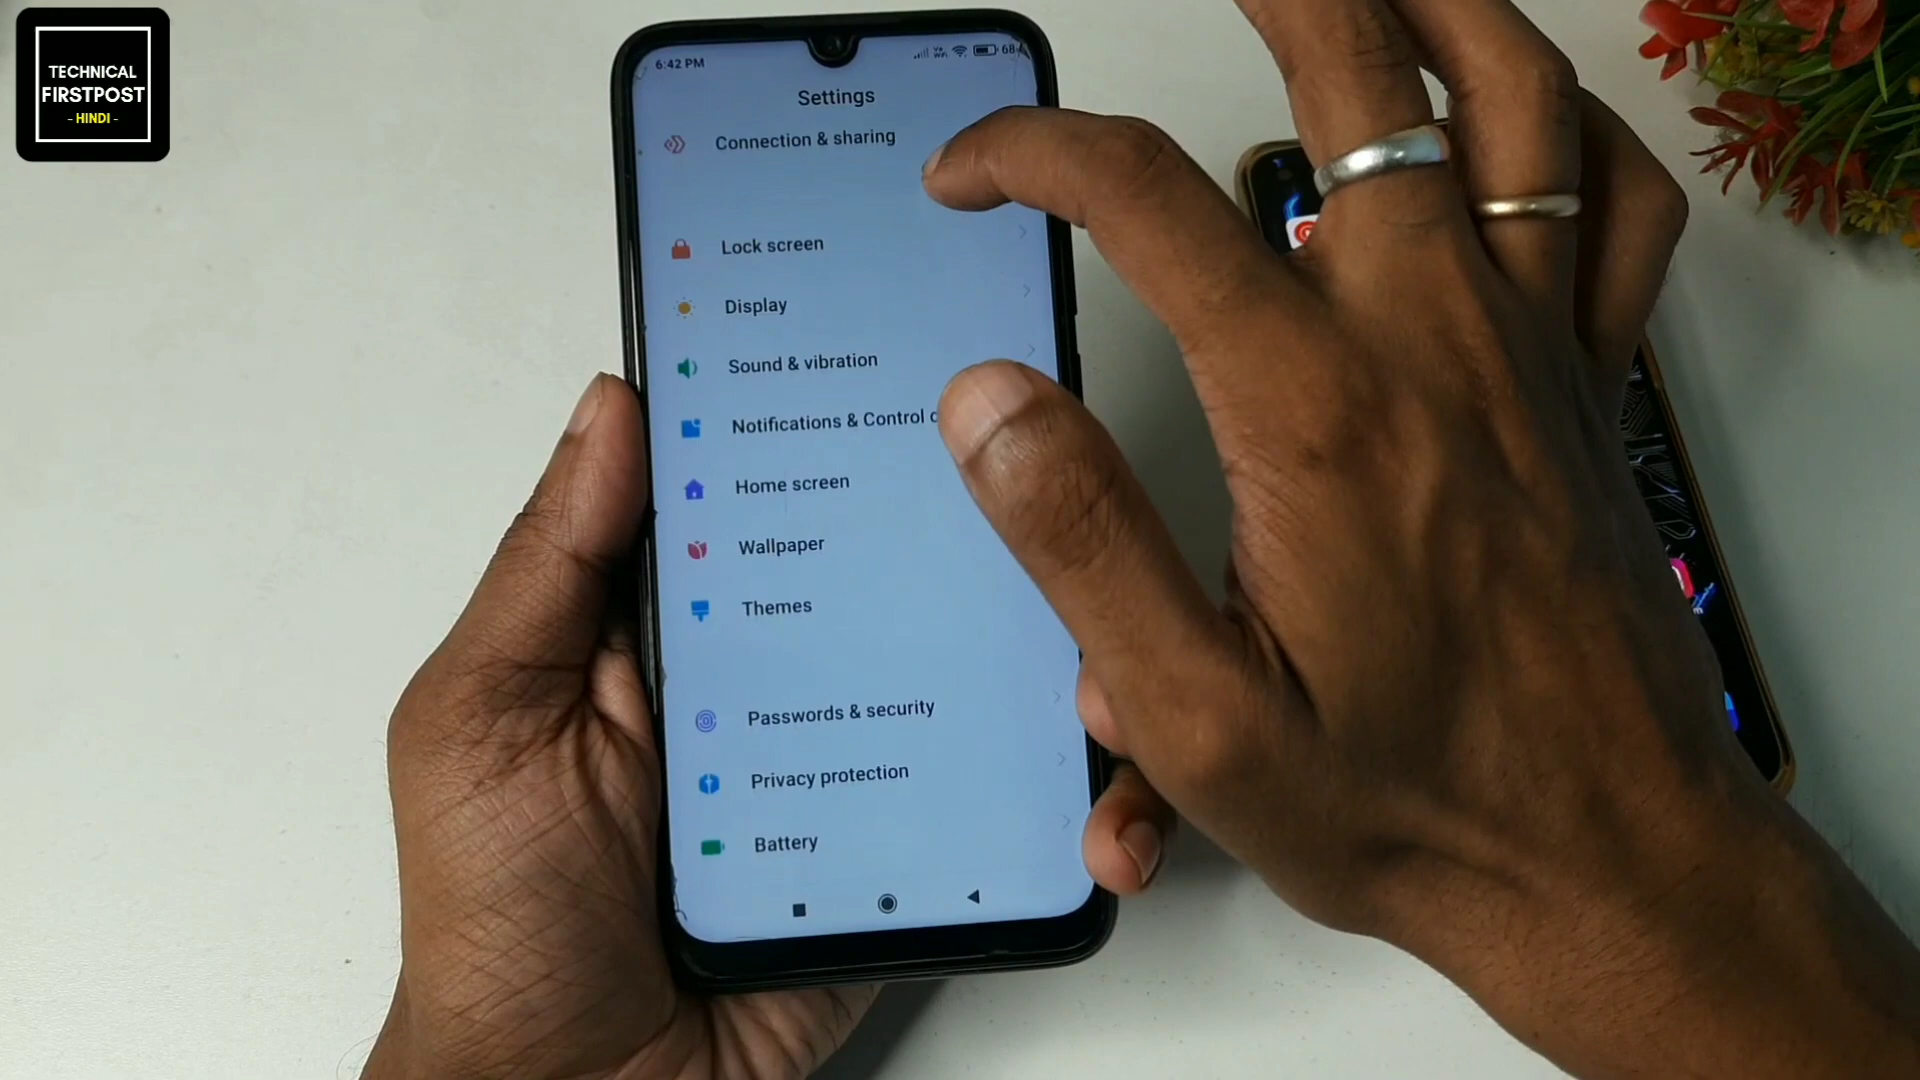 TECHNICAL
FIRSTPOST
- HINDI -
6:42 PM
68
Settings
Connection & sharing
Lock screen
Display
Sound & vibration
Notifications & Control c
Home screen
Wallpaper
Themes
Passwords & security
Privacy protection
Battery